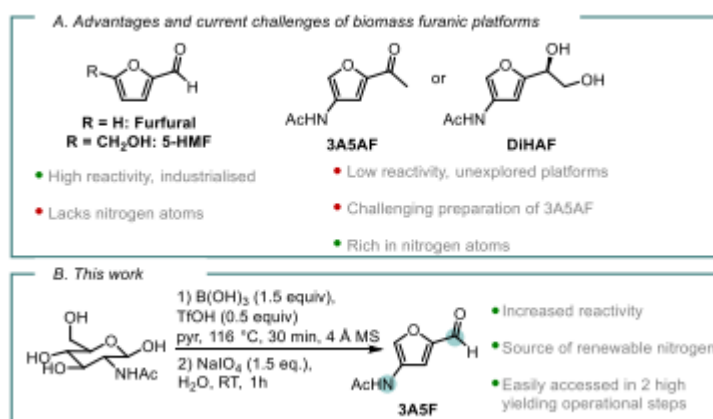 A. Advantages and current challenges of biomass furanic platforms
R
O
O
H
R = H: Furfural
R = CH2OH: 5-HMF
High reactivity, industrialised
Lacks nitrogen atoms
O
O
AcHN
3A5AF
or
OH
O
OH
AcHN
DiHAF
Low reactivity, unexplored platforms
Challenging preparation of 3A5AF
Rich in nitrogen atoms
B. This work
OH
O
OH
HO
HO
NHAc
1) B(OH)3 (1.5 equiv),
TfOH (0.5 equiv)
pyr, 116 °C, 30 min, 4 Å MS
2) NaIO4 (1.5 eq.),
H2O, RT, 1h
O
O
H
AcHN
3A5F
Increased reactivity
Source of renewable nitrogen
Easily accessed in 2 high
yielding operational steps